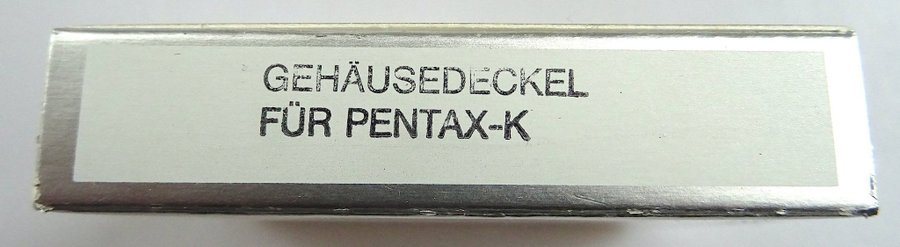 GEHÄUSEDECKEL
FÜR PENTAX-K